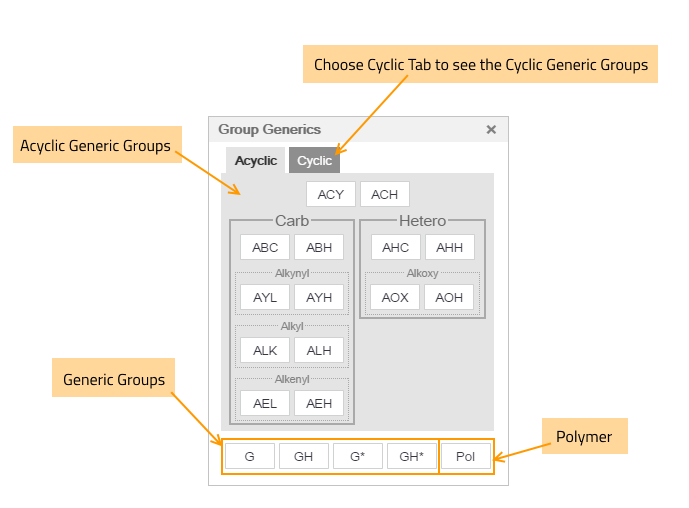 Choose Cyclic Tab to see the Cyclic Generic Groups
Group Generics ×
Acyclic Generic Groups
Acyclic Cyclic
ACY ACH
Carb Hetero
ABC ABH AHC AHH
Alkynyl Alkoxy
AYL AYH AOX AOH
Alkyl
ALK ALH
Alkenyl
Generic Groups
AEL AEH
Polymer
G GH G* GH* Pol